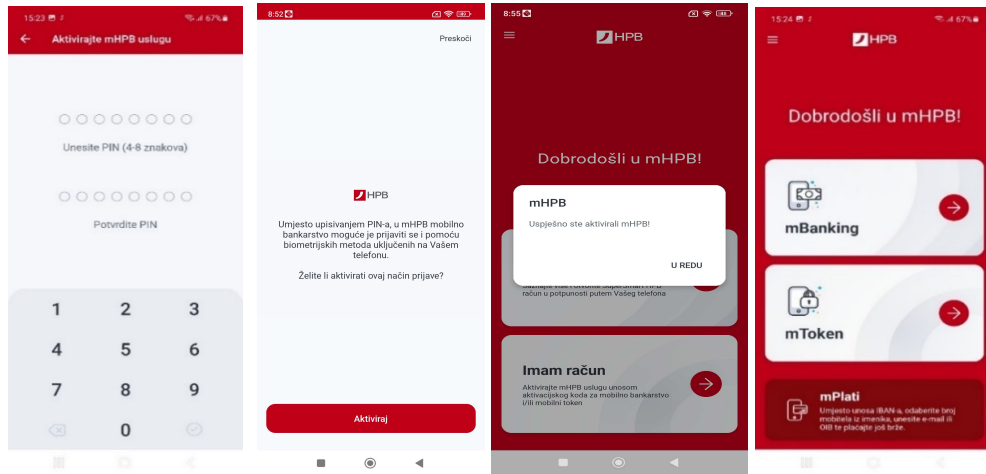 15:23
67%
Aktivirajte mHPB uslugu
Unesite PIN (4-8 znakova)
Potvrdite PIN
1 2 3
4 5 6
7 8 9
0
8:52
Preskoči
HPB
Umjesto upisivanjem PIN-a, u mHPB mobilno
bankarstvo moguće je prijaviti se i pomoću
biometrijskih metoda uključenih na Vašem
telefonu.
Želite li aktivirati ovaj način prijave?
Aktiviraj
8:55
HPB
Dobrodošli u mHPB!
mHPB
Uspješno ste aktivirali mHPB!
U REDU
račun u potpunosti putem Vašeg telefona
Imam račun
Aktivirajte mHPB uslugu unosom
aktivacijskog koda za mobilno bankarstvo
i/ili mobilni token
15:24
67%
HPB
Dobrodošli u mHPB!
mBanking
mToken
mPlati
Umjesto unosa IBAN-a, odaberite broj
mobitela iz imenika, unesite e-mail ili
OIB te plaćajte još brže.